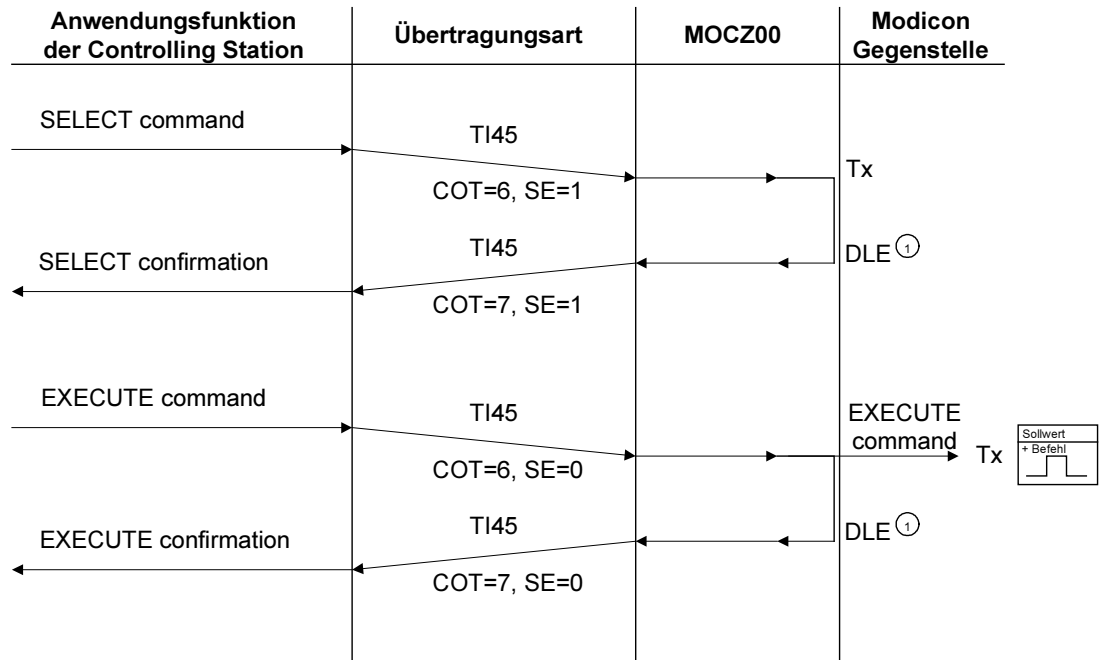 Anwendungsfunktion
der Controlling Station
Übertragungsart
MOCZ00
Modicon
Gegenstelle
SELECT command
TI45
COT=6, SE=1
Tx
TI45
SELECT confirmation
DLE 1
COT=7, SE=1
EXECUTE command
TI45
EXECUTE
command
Tx
Sollwert
+ Befehl
COT=6, SE=0
TI45
EXECUTE confirmation
DLE 1
COT=7, SE=0